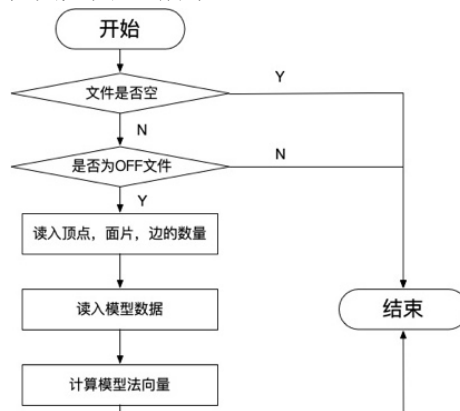 开始
文件是否空
Y
N
是否为OFF文件
N
Y
读入顶点，面片，边的数量
读入模型数据
结束
计算模型法向量